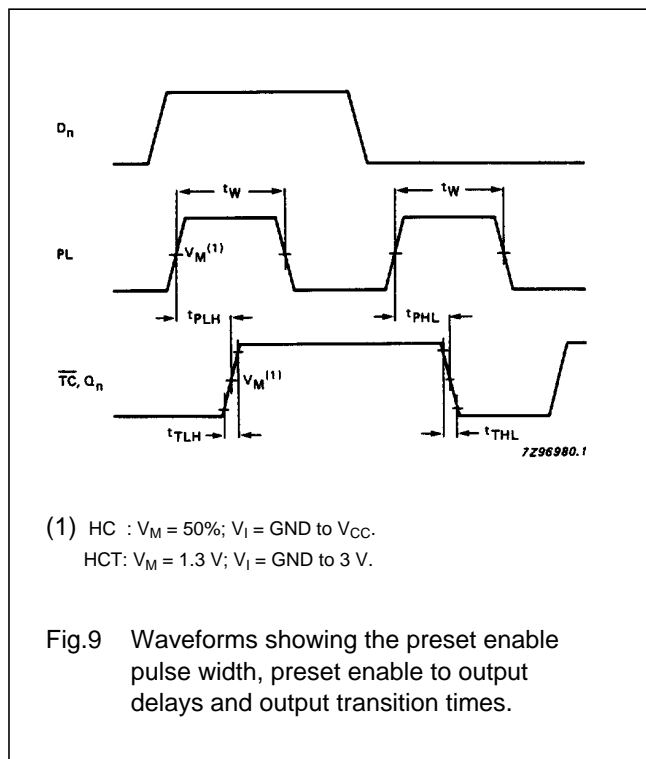 Dn
tW
tW
PL
VM(1)
tPLH
tPHL
TC, Qn
VM(1)
tTLH
tTHL
7Z96980.1
(1) HC : VM = 50%; VI = GND to VCC.
HCT: VM = 1.3 V; VI = GND to 3 V.
Fig.9 Waveforms showing the preset enable
pulse width, preset enable to output
delays and output transition times.